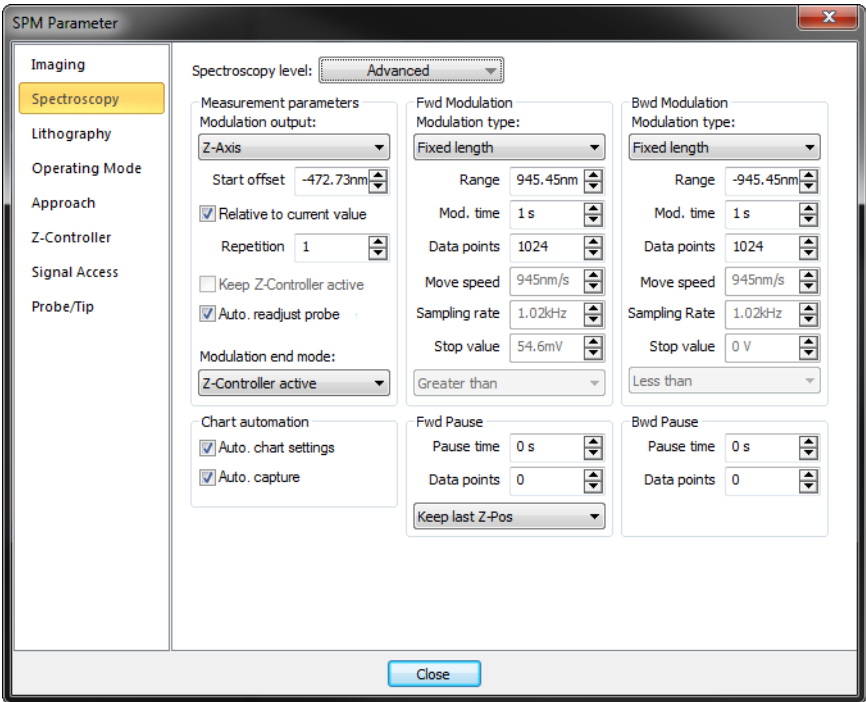 SPM Parameter
Imaging
Spectroscopy
Lithography
Operating Mode
Approach
Z-Controller
Signal Access
Probe/Tip
Spectroscopy level: Advanced
Measurement parameters
Modulation output:
Z-Axis
Start offset -472.73nm
Relative to current value
Repetition 1
Keep Z-Controller active
Auto. readjust probe
Modulation end mode:
Z-Controller active
Fwd Modulation
Modulation type:
Fixed length
Range 945.45nm
Mod. time 1 s
Data points 1024
Move speed 945nm/s
Sampling rate 1.02kHz
Stop value 54.6mV
Greater than
Bwd Modulation
Modulation type:
Fixed length
Range -945.45nm
Mod. time 1 s
Data points 1024
Move speed 945nm/s
Sampling Rate 1.02kHz
Stop value 0 V
Less than
Chart automation
Auto. chart settings
Auto. capture
Fwd Pause
Pause time 0 s
Data points 0
Keep last Z-Pos
Bwd Pause
Pause time 0 s
Data points 0
Close